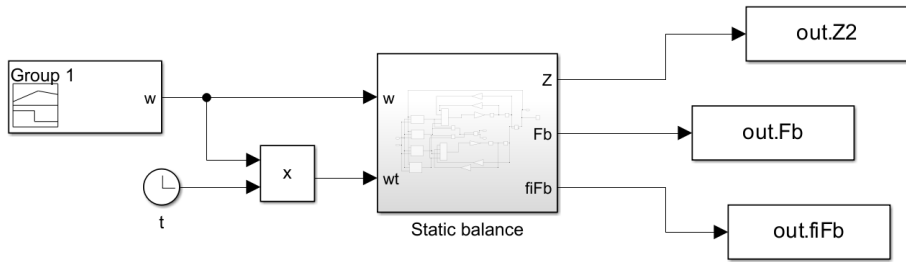 out.Z2
Group 1
w
w
Z
Fb
out.Fb
x
wt
fiFb
t
Static balance
out.fiFb